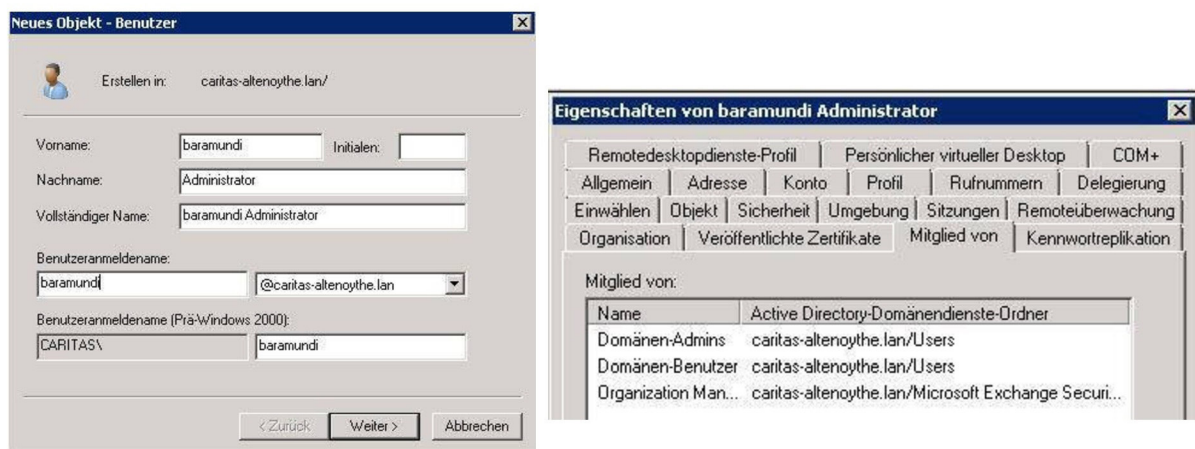 Neues Objekt - Benutzer
Erstellen in: caritas-altenoythe.lan/
Vorname: baramundi Initialen:
Nachname: Administrator
Vollständiger Name: baramundi Administrator
Benutzeranmeldename:
baramundi @caritas-altenoythe.lan
Benutzeranmeldename (Prä-Windows 2000):
CARITAS\ baramundi
< Zurück Weiter > Abbrechen
Eigenschaften von baramundi Administrator
Remotedesktopdienste-Profil Persönlicher virtueller Desktop COM+
Allgemein Adresse Konto Profil Rufnummern Delegierung
Einwählen Objekt Sicherheit Umgebung Sitzungen Remoteüberwachung
Organisation Veröffentlichte Zertifikate Mitglied von Kennwortreplikation
Mitglied von:
Name Active Directory-Domänendienste-Ordner
Domänen-Admins caritas-altenoythe.lan/Users
Domänen-Benutzer caritas-altenoythe.lan/Users
Organization Man... caritas-altenoythe.lan/Microsoft Exchange Securi...